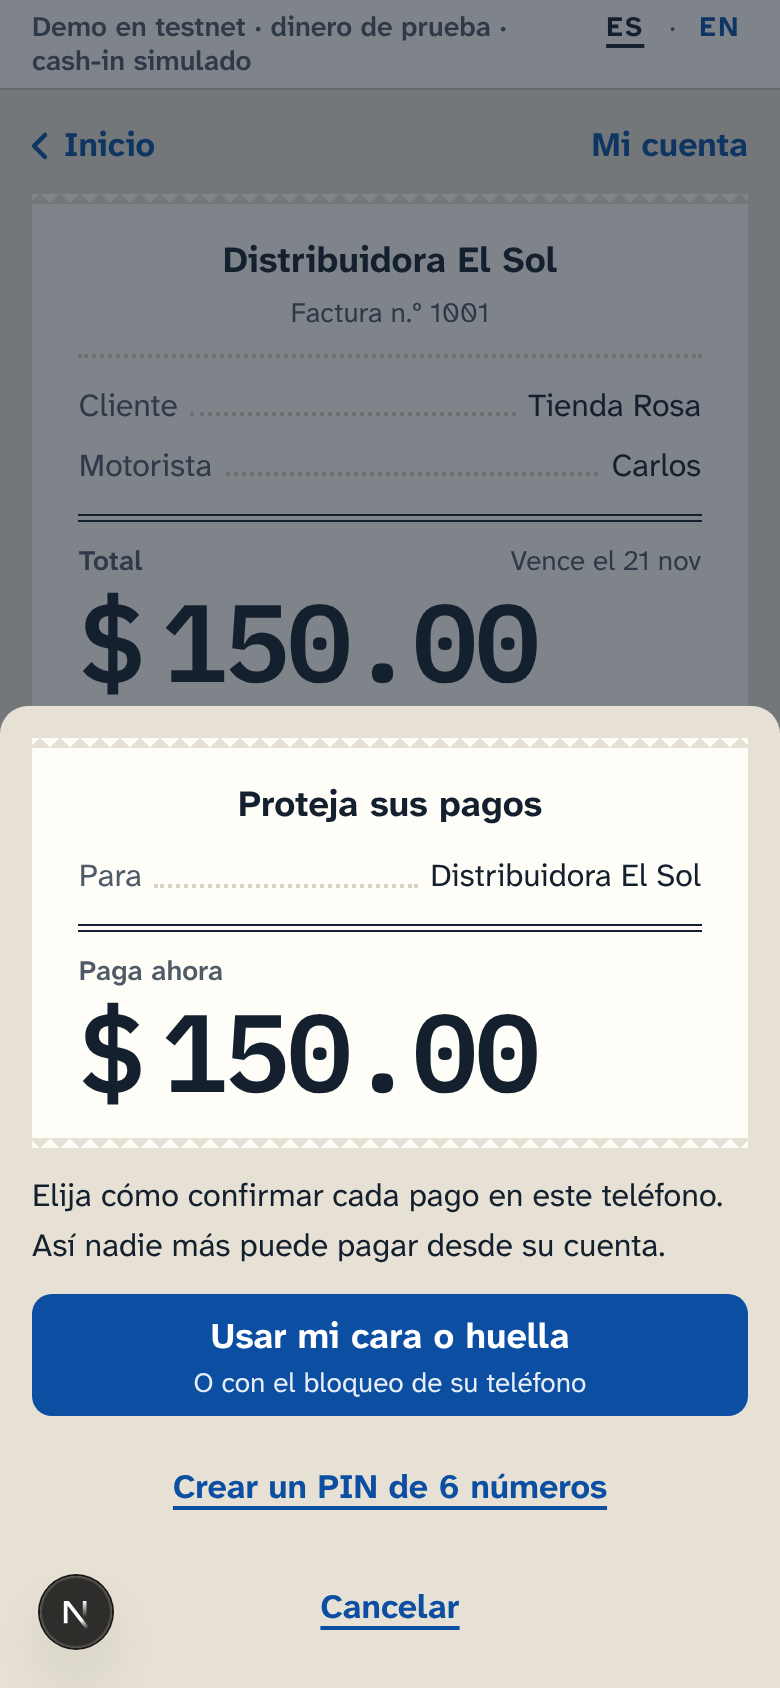 Demo en testnet · dinero de prueba ·
cash-in simulado
ES · EN
Inicio
Mi cuenta
Distribuidora El Sol
Factura n.º 1001
Cliente Tienda Rosa
Motorista Carlos
Total Vence el 21 nov
$150.00
Proteja sus pagos
Para Distribuidora El Sol
Paga ahora
$150.00
Elija cómo confirmar cada pago en este teléfono.
Así nadie más puede pagar desde su cuenta.
Usar mi cara o huella
O con el bloqueo de su teléfono
Crear un PIN de 6 números
N
Cancelar